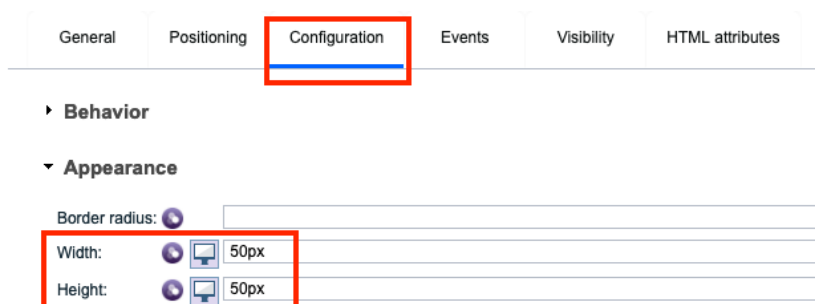 General Positioning Configuration Events Visibility HTML attributes
Behavior
Appearance
Border radius:
Width: 50px
Height: 50px